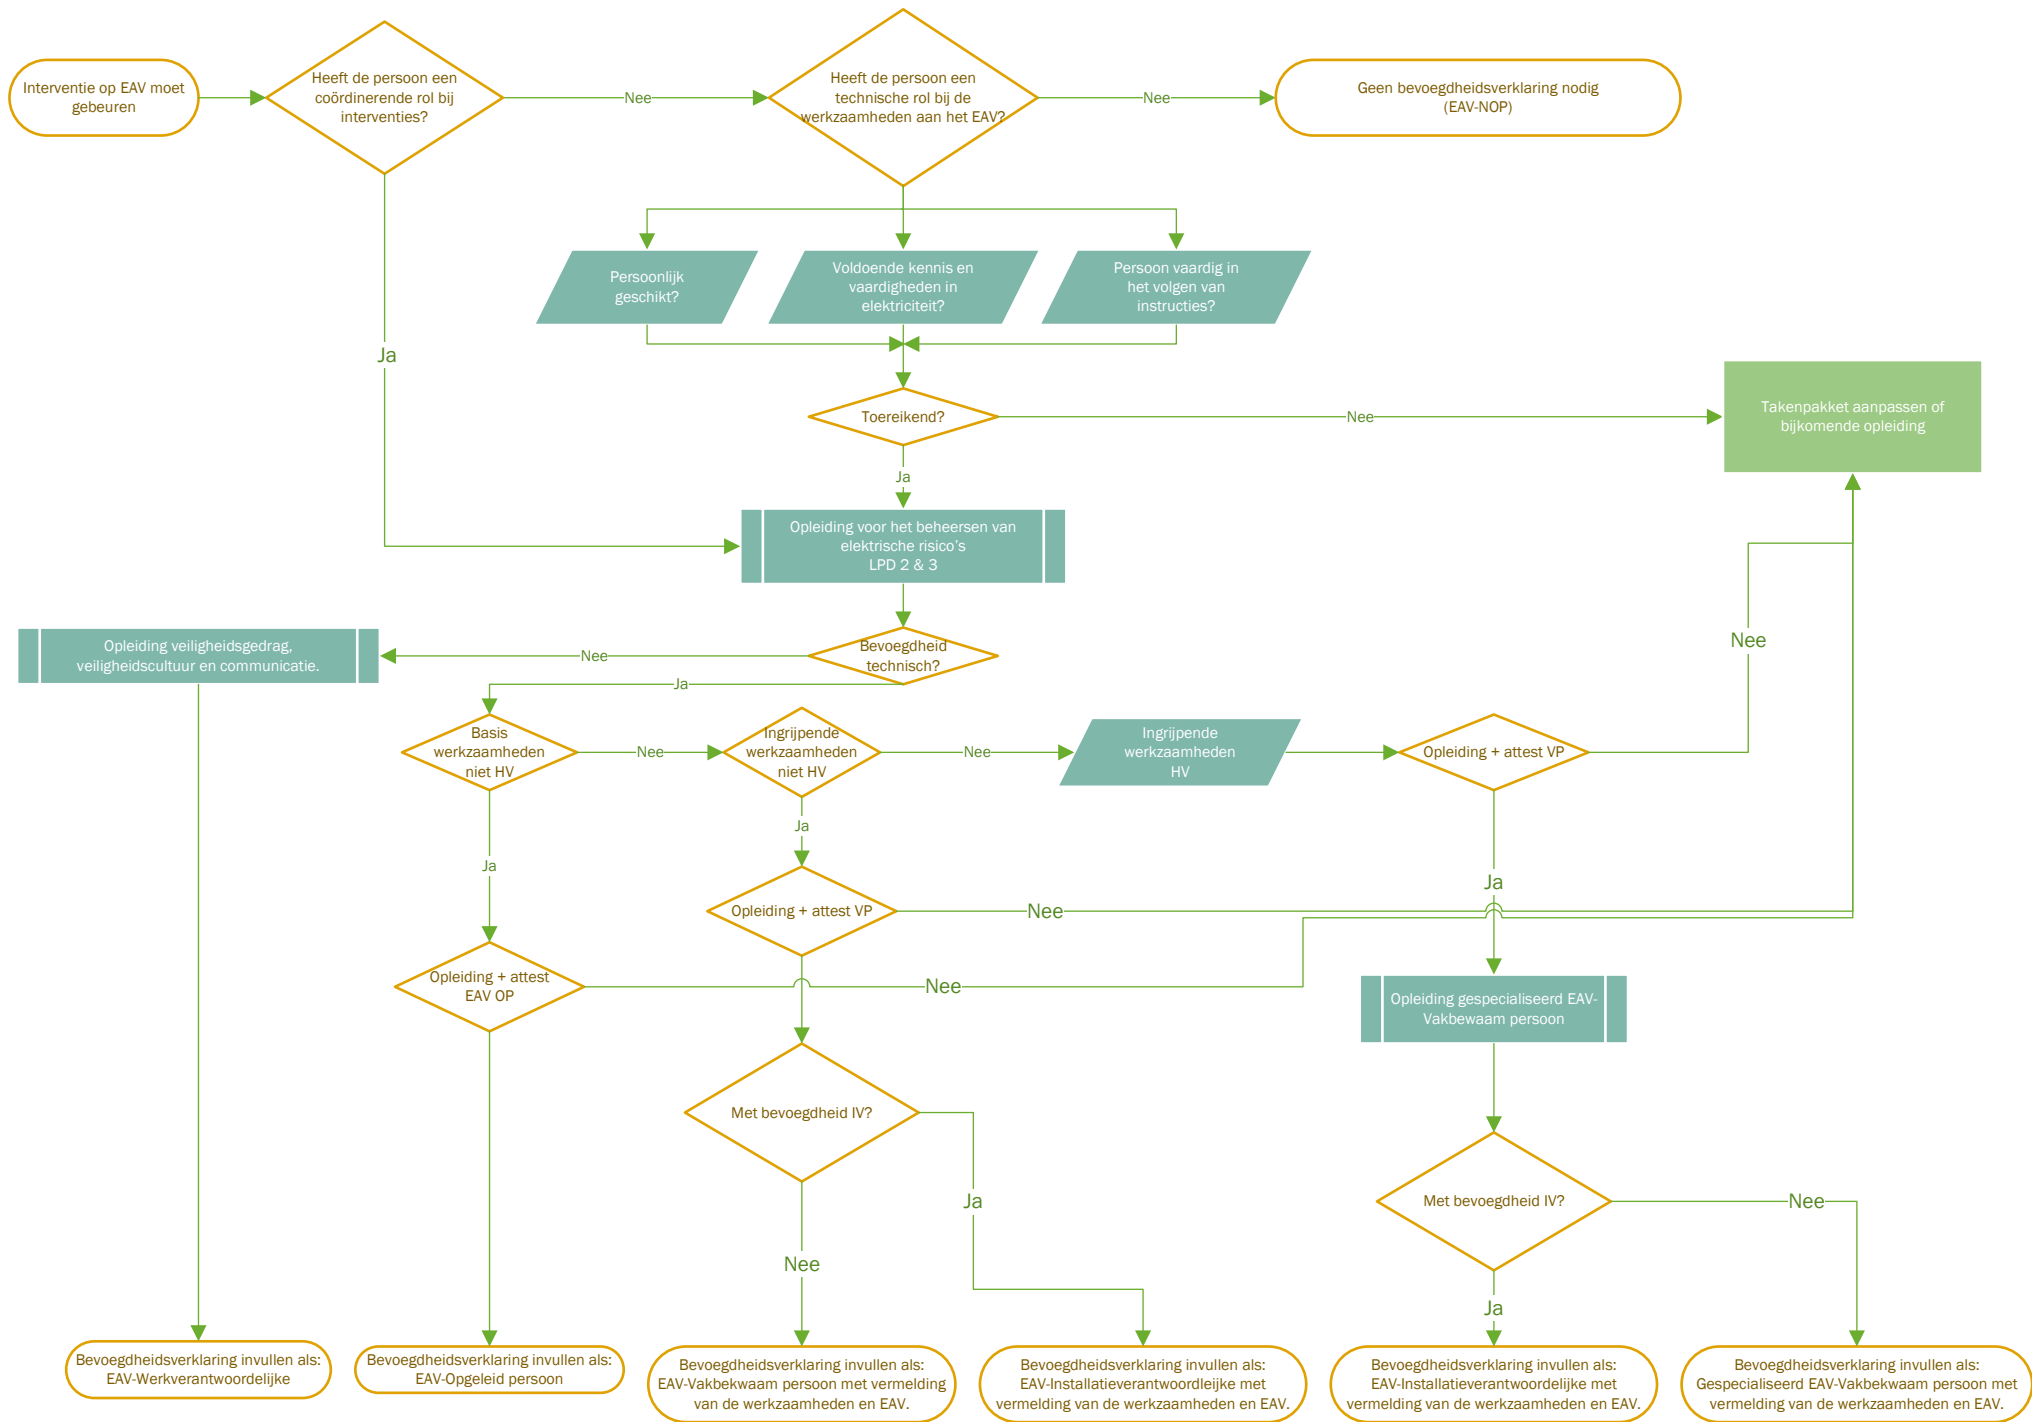 Interventie op EAV moet
gebeuren
Heeft de persoon een
coördinerende rol bij
interventies?
Nee
Heeft de persoon een
technische rol bij de
werkzaamheden aan het EAV?
Nee
Geen bevoegdheidsverklaring nodig
(EAV-NOP)
Persoonlijk
geschikt?
Voldoende kennis en
vaardigheden in
elektriciteit?
Persoon vaardig in
het volgen van
instructies?
Ja
Toereikend?
Nee
Takenpakket aanpassen of
bijkomende opleiding
Ja
Opleiding voor het beheersen van
elektrische risico's
LPD 2 & 3
Opleiding veiligheidsgedrag,
veiligheidscultuur en communicatie.
Nee
Bevoegdheid
technisch?
Nee
Ja
Basis
werkzaamheden
niet HV
Nee
Ingrijpende
werkzaamheden
niet HV
Nee
Ingrijpende
werkzaamheden
HV
Opleiding + attest VP
Ja
Ja
Ja
Opleiding + attest VP
Nee
Opleiding + attest
EAV OP
Nee
Opleiding gespecialiseerd EAV-
Vakbewaam persoon
Met bevoegdheid IV?
Ja
Nee
Met bevoegdheid IV?
Nee
Ja
Bevoegdheidsverklaring invullen als:
EAV-Werkverantwoordelijke
Bevoegdheidsverklaring invullen als:
EAV-Opgeleid persoon
Bevoegdheidsverklaring invullen als:
EAV-Vakbekwaam persoon met vermelding
van de werkzaamheden en EAV.
Bevoegdheidsverklaring invullen als:
EAV-Installatieverantwoordleijke met
vermelding van de werkzaamheden en EAV.
Bevoegdheidsverklaring invullen als:
EAV-Installatieverantwoordelijke met
vermelding van de werkzaamheden en EAV.
Bevoegdheidsverklaring invullen als:
Gespecialiseerd EAV-Vakbekwaam persoon met
vermelding van de werkzaamheden en EAV.